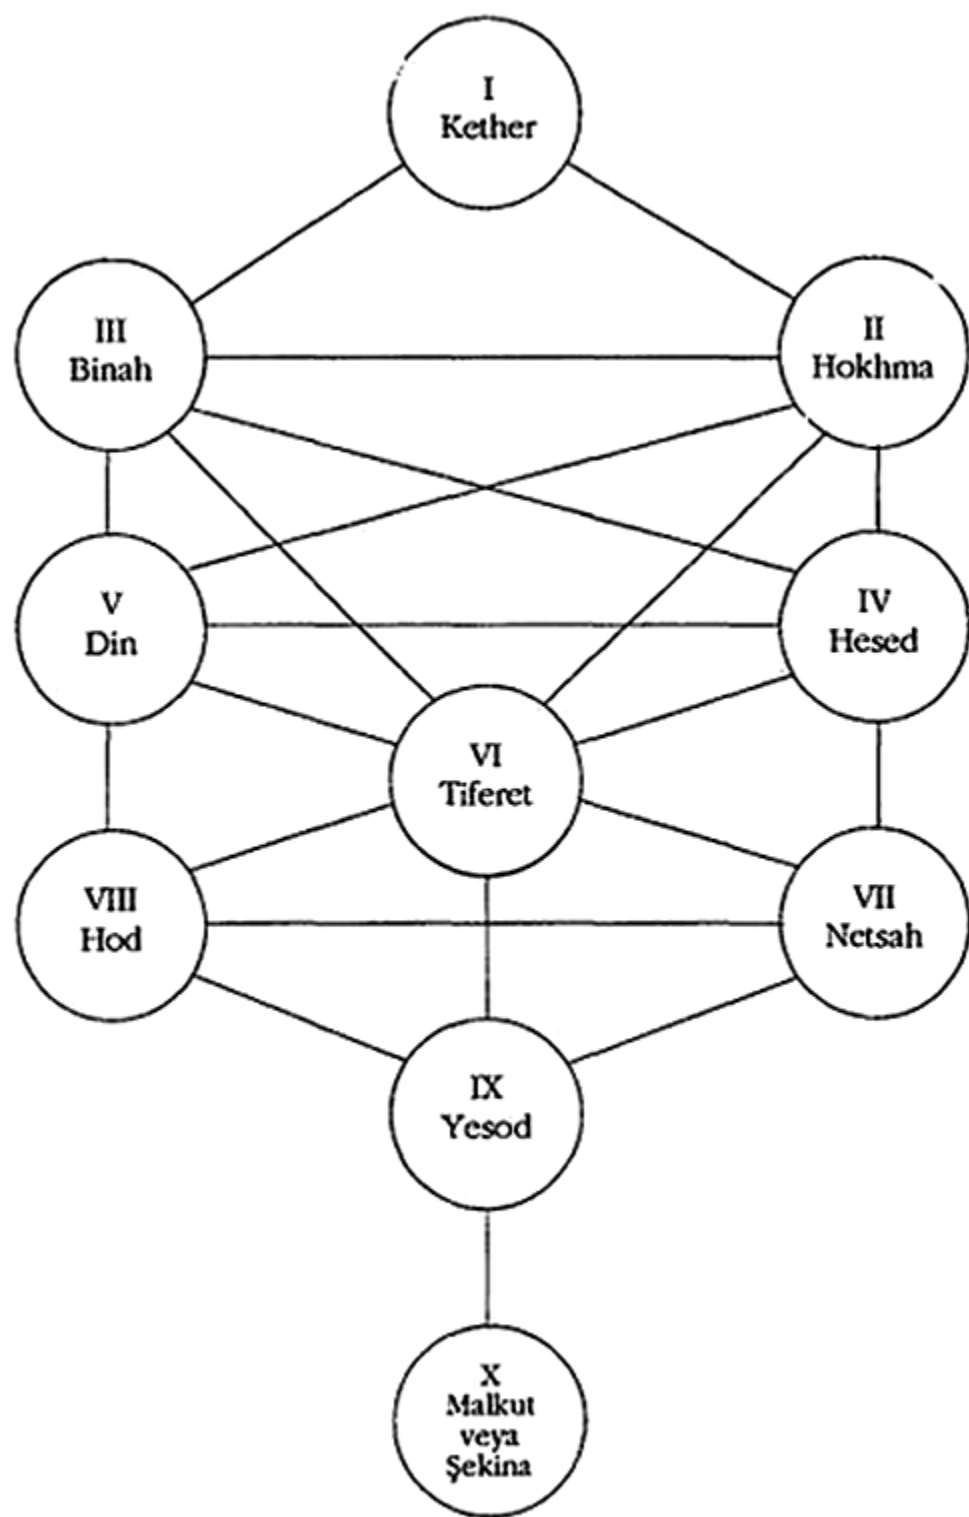 I
Kether
III
Binah
II
Hokhma
V
Din
IV
Hesed
VI
Tiferet
VIII
Hod
VII
Netsah
IX
Yesod
X
Malkut
veya
Şekina